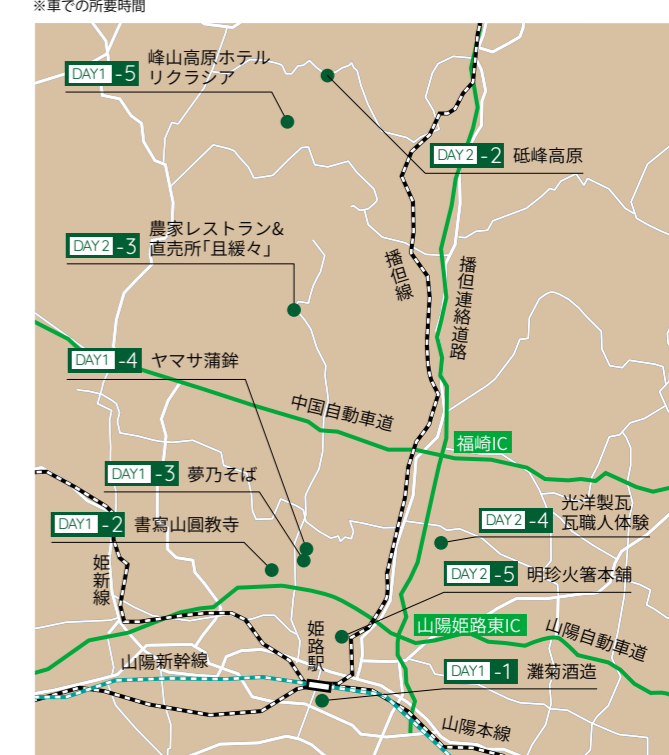 ※車での所要時間
DAY1 -5 峰山高原ホテル
リクラシア
DAY2 -2 砥峰高原
DAY2 -3 農家レストラン&
直売所「且緩々」
播但線
播但連絡道路
DAY1 -4 ヤマサ蒲鉾
中国自動車道
福崎IC
DAY1 -3 夢乃そば
DAY2 -4 光洋製瓦
瓦職人体験
DAY1 -2 書寫山圓教寺
姫新線
DAY2 -5 明珍火箸本舗
姫路駅
山陽姫路東IC
山陽自動車道
山陽新幹線
DAY1 -1 灘菊酒造
山陽本線